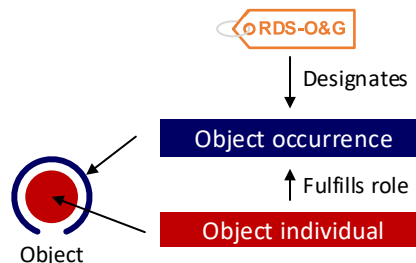 RDS-O&G
Designates
Object occurrence
Fulfills role
Object individual
Object